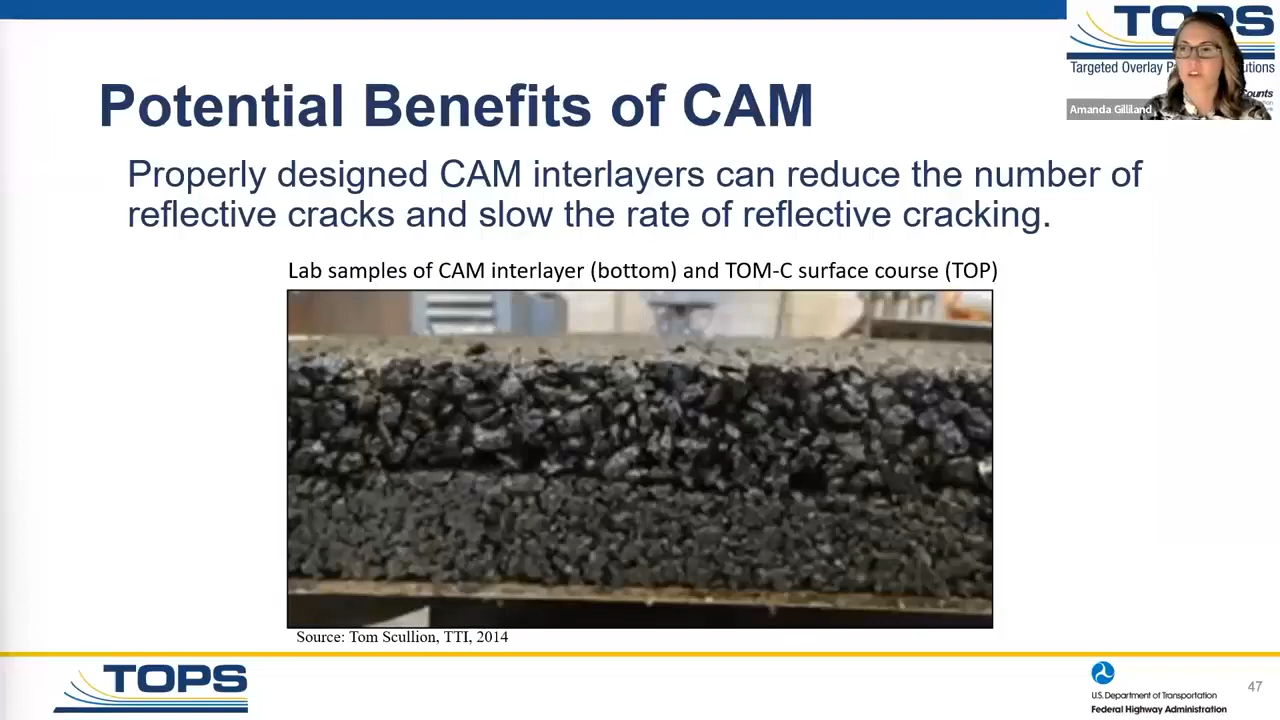 TOPS
Targeted Overlay
Counts
Amanda Gilliland
Potential Benefits of CAM
Properly designed CAM interlayers can reduce the number of
reflective cracks and slow the rate of reflective cracking.
Lab samples of CAM interlayer (bottom) and TOM-C surface course (TOP)
Source: Tom Scullion, TTI, 2014
TOPS
U.S. Department of Transportation
Federal Highway Administration
47